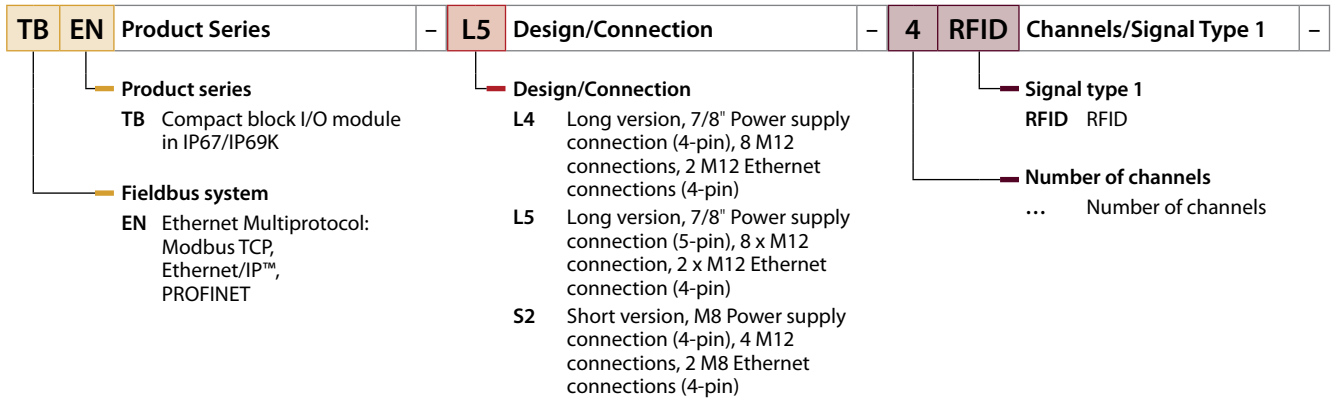 TB EN Product Series – L5 Design/Connection – 4 RFID Channels/Signal Type 1 –
Product series
TB Compact block I/O module
in IP67/IP69K
Fieldbus system
EN Ethernet Multiprotocol:
Modbus TCP,
Ethernet/IP™,
PROFINET
Design/Connection
L4 Long version, 7/8" Power supply
connection (4-pin), 8 M12
connections, 2 M12 Ethernet
connections (4-pin)
L5 Long version, 7/8" Power supply
connection (5-pin), 8 x M12
connection, 2 x M12 Ethernet
connection (4-pin)
S2 Short version, M8 Power supply
connection (4-pin), 4 M12
connections, 2 M8 Ethernet
connections (4-pin)
Signal type 1
RFID RFID
Number of channels
... Number of channels